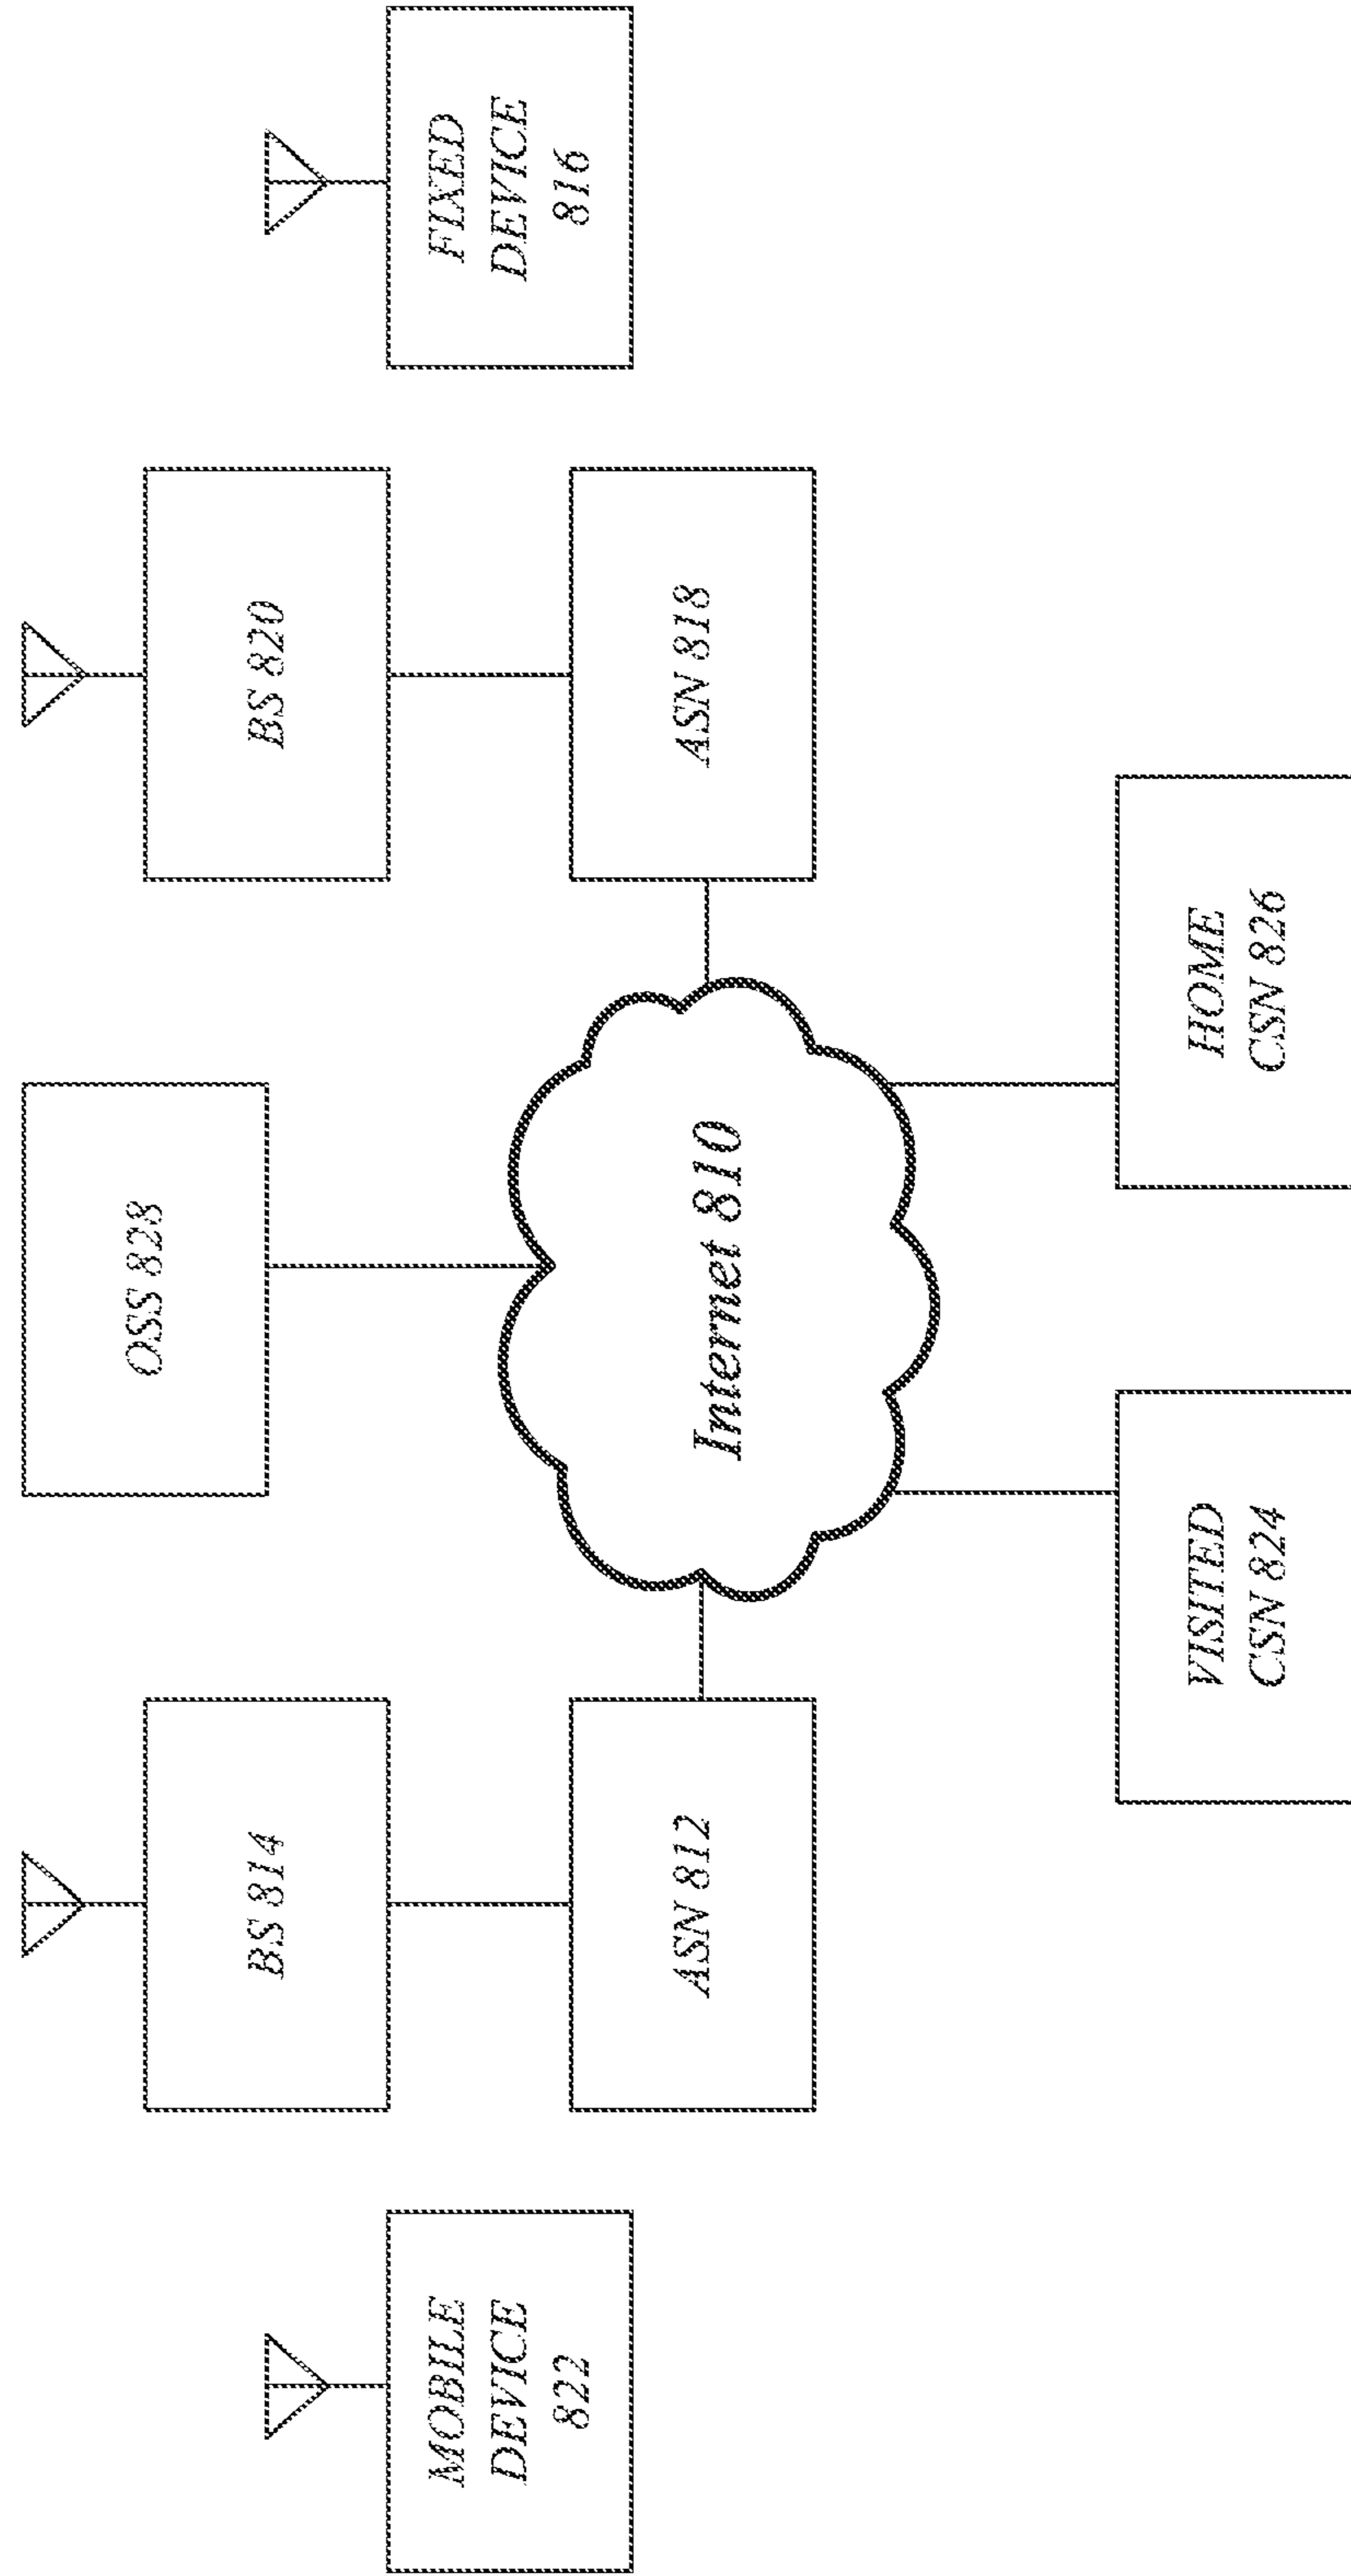 OSS 828
BS 814
BS 820
MOBILE
DEVICE
822
FIXED
DEVICE
816
ASN 812
Internet 810
ASN 818
VISITED
CSN 824
HOME
CSN 826